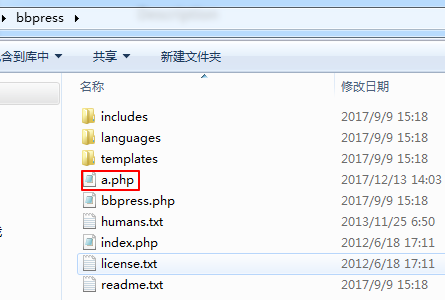 bbpress
含到库中 共享 新建文件夹
名称 修改日期
includes 2017/9/9 15:18
languages 2017/9/9 15:18
templates 2017/9/9 15:18
a.php 2017/12/13 14:03
bbpress.php 2017/9/9 15:18
humans.txt 2013/11/25 6:50
index.php 2012/6/18 17:11
license.txt 2012/6/18 17:11
readme.txt 2017/9/9 15:18